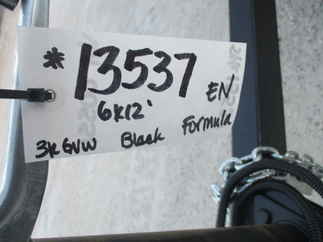 * 13537
6x12' EN
3k GVW Black Formula